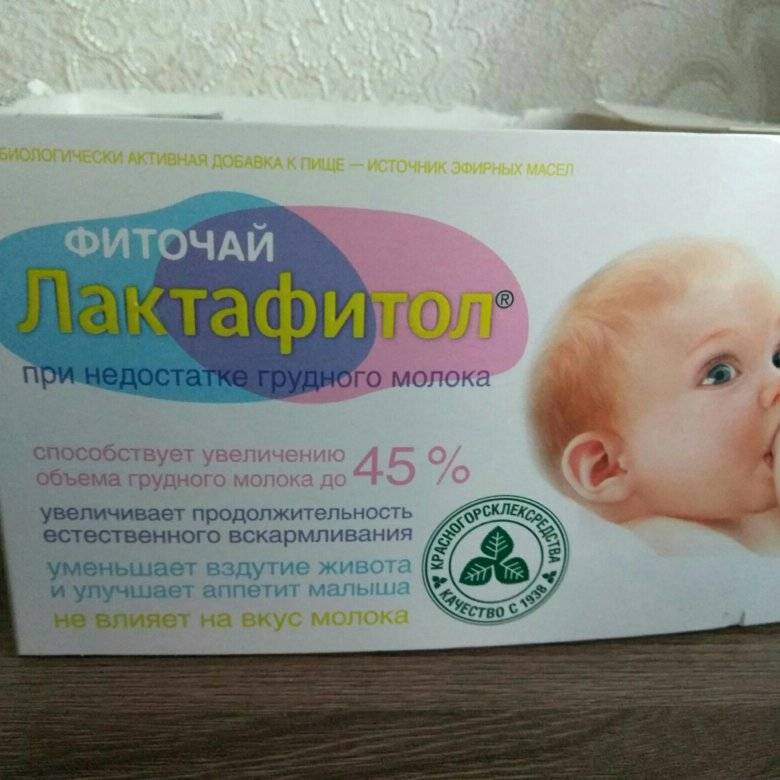 БИОЛОГИЧЕСКИ АКТИВНАЯ ДОБАВКА К ПИЩЕ — ИСТОЧНИК ЭФИРНЫХ МАСЕЛ
ФИТОЧАЙ
Лактафитол®
при недостатке грудного молока
способствует увеличению
объема грудного молока до 45%
увеличивает продолжительность
естественного вскармливания
уменьшает вздутие живота
и улучшает аппетит малыша
не влияет на вкус молока
КРАСНОГОРСКЛЕКСРЕДСТВА
КАЧЕСТВО С 1938